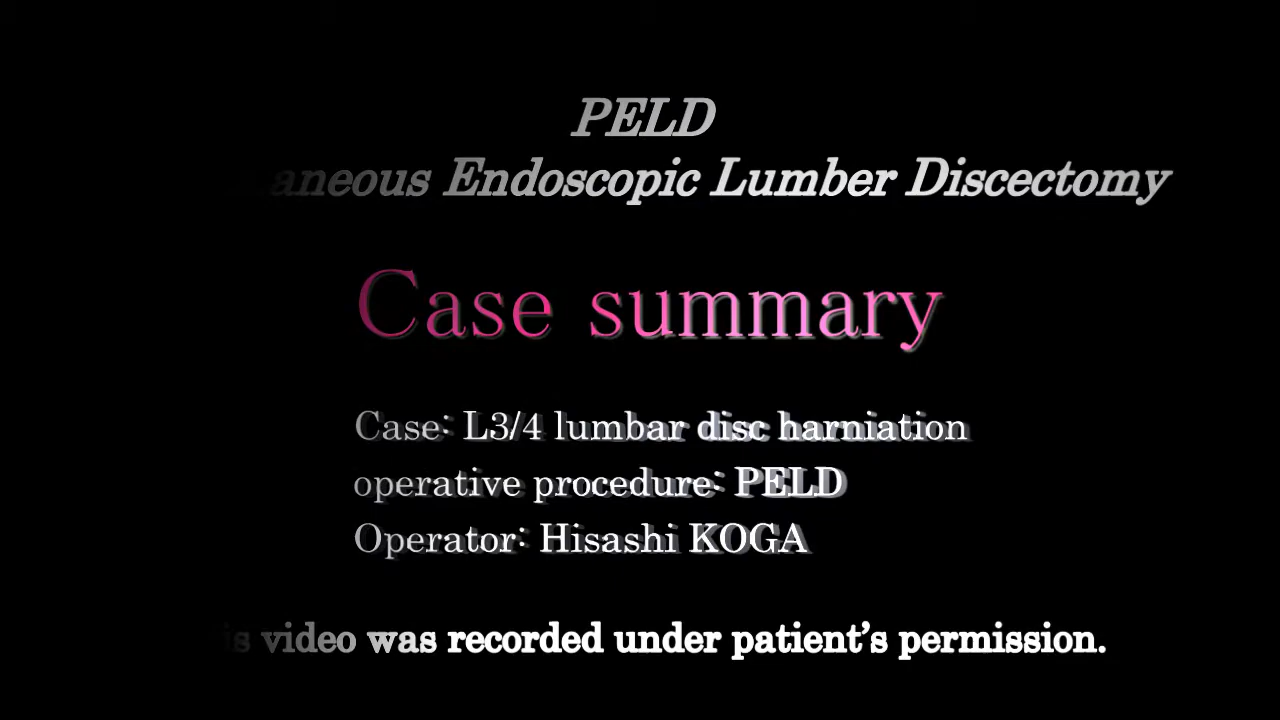 PELD
aneous Endoscopic Lumber Discectomy
Case summary
Case: L3/4 lumbar disc harniation
operative procedure: PELD
Operator: Hisashi KOGA
is video was recorded under patient’s permission.